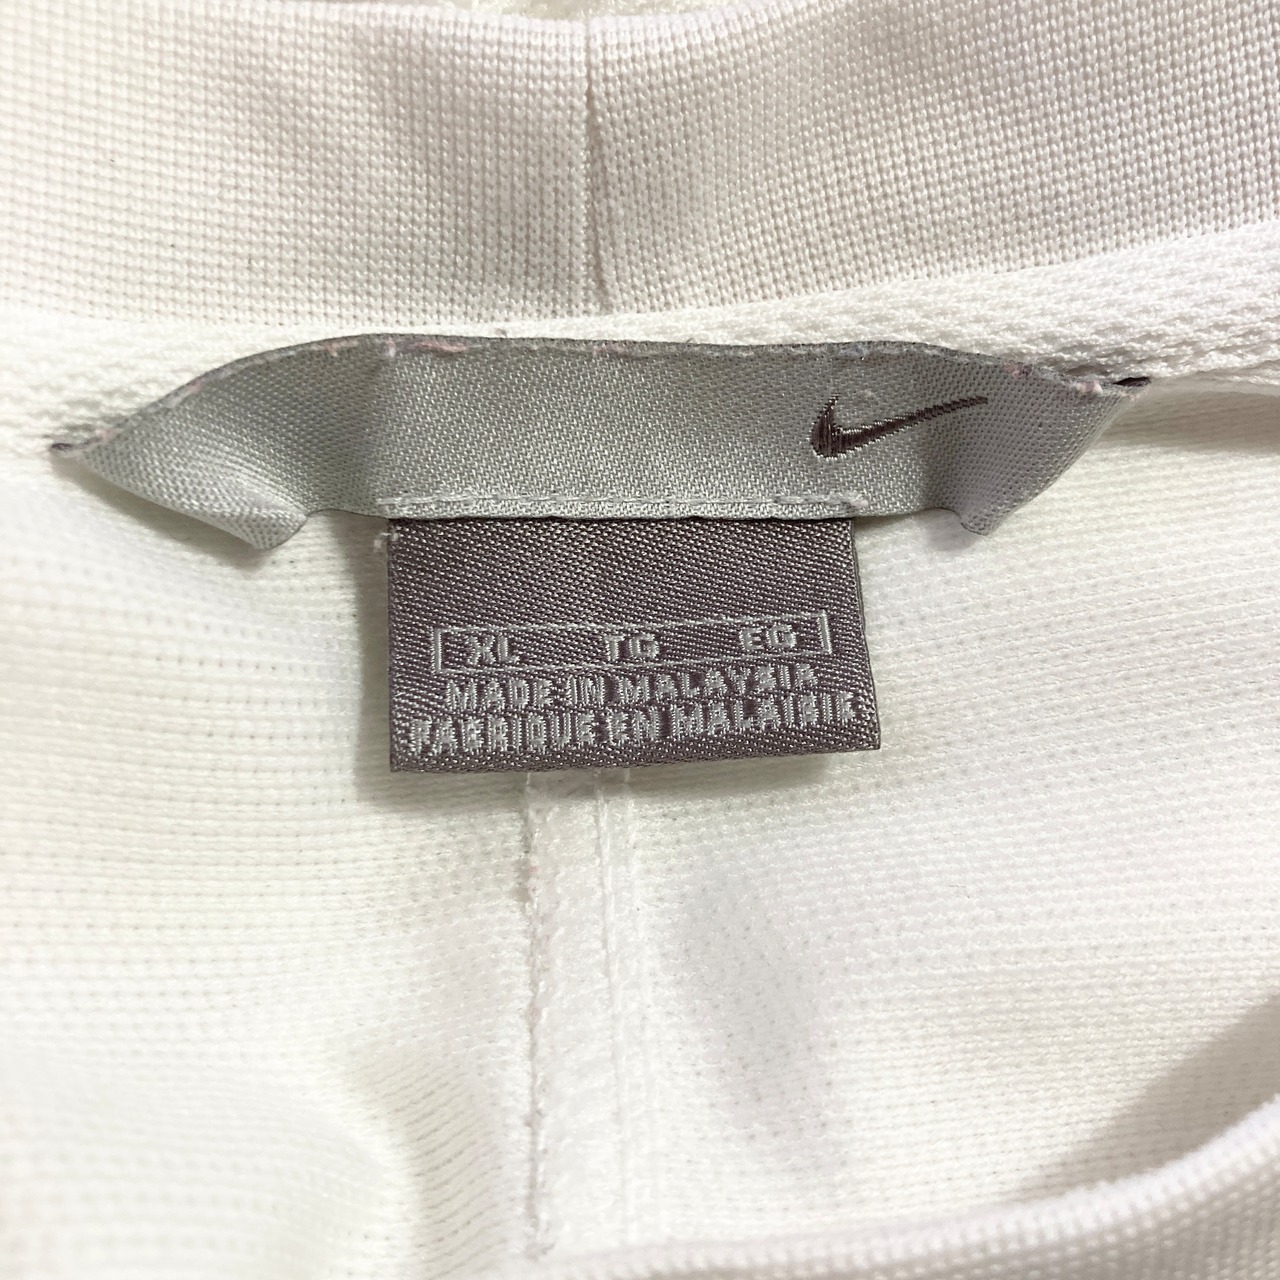 XL TG EG
MADE IN MALAYSIA
FABRIQUE EN MALAISIE